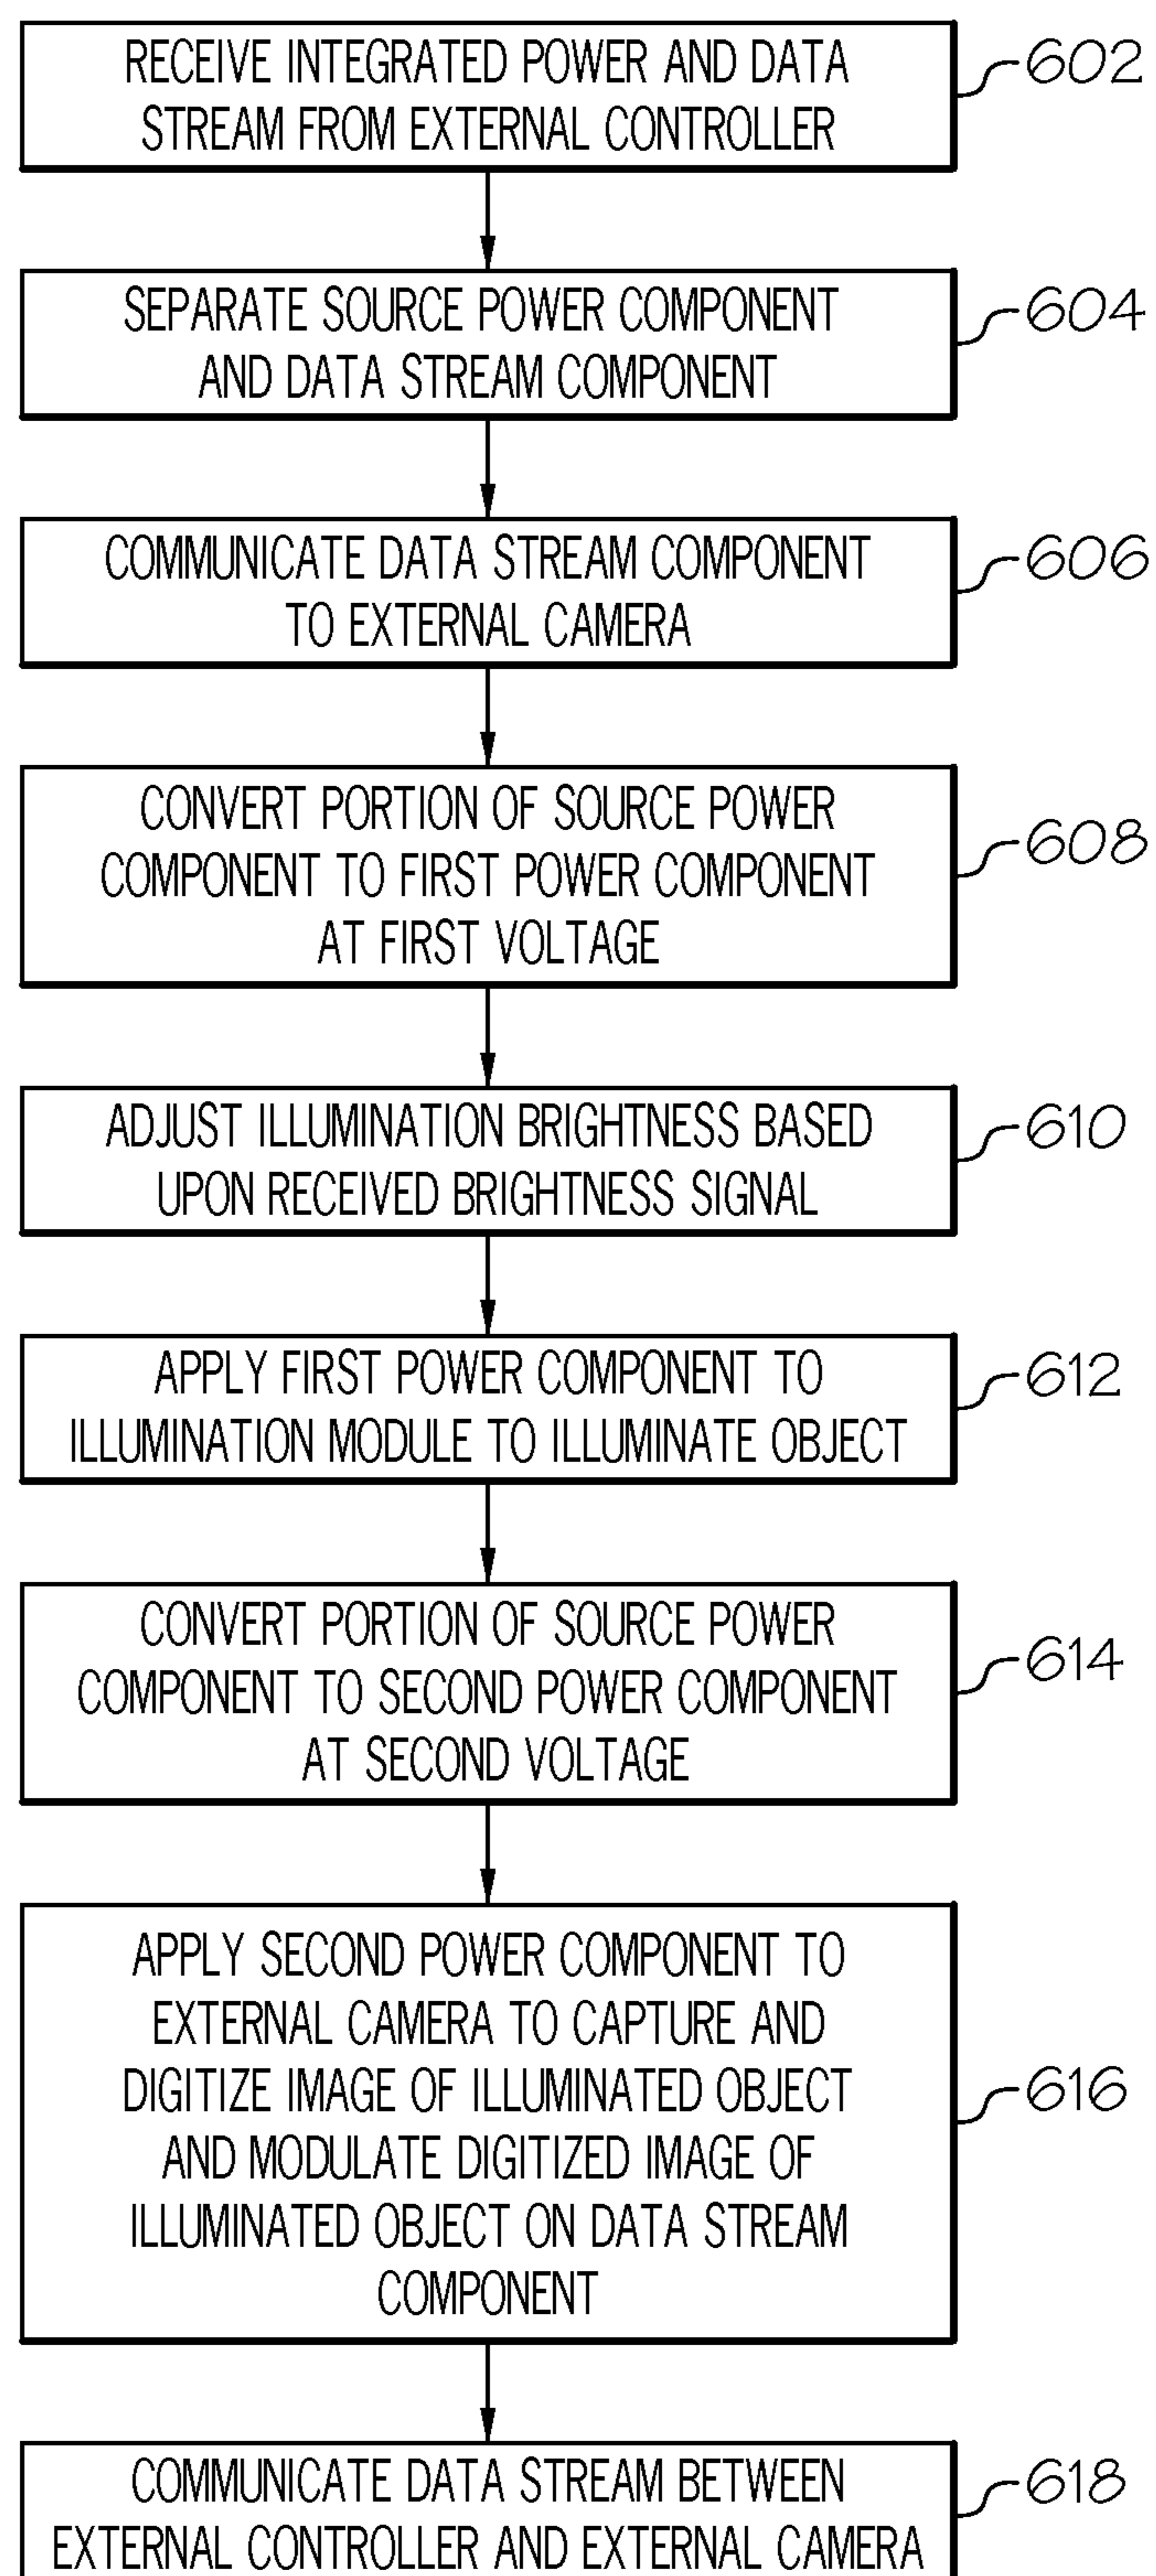 RECEIVE INTEGRATED POWER AND DATA
STREAM FROM EXTERNAL CONTROLLER
602
SEPARATE SOURCE POWER COMPONENT
AND DATA STREAM COMPONENT
604
COMMUNICATE DATA STREAM COMPONENT
TO EXTERNAL CAMERA
606
CONVERT PORTION OF SOURCE POWER
COMPONENT TO FIRST POWER COMPONENT
AT FIRST VOLTAGE
608
ADJUST ILLUMINATION BRIGHTNESS BASED
UPON RECEIVED BRIGHTNESS SIGNAL
610
APPLY FIRST POWER COMPONENT TO
ILLUMINATION MODULE TO ILLUMINATE OBJECT
612
CONVERT PORTION OF SOURCE POWER
COMPONENT TO SECOND POWER COMPONENT
AT SECOND VOLTAGE
614
APPLY SECOND POWER COMPONENT TO
EXTERNAL CAMERA TO CAPTURE AND
DIGITIZE IMAGE OF ILLUMINATED OBJECT
AND MODULATE DIGITIZED IMAGE OF
ILLUMINATED OBJECT ON DATA STREAM
COMPONENT
616
COMMUNICATE DATA STREAM BETWEEN
EXTERNAL CONTROLLER AND EXTERNAL CAMERA
618